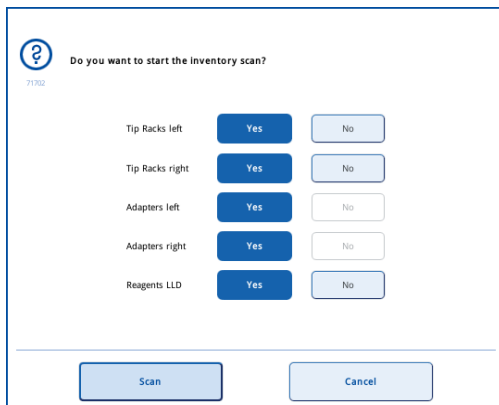 Do you want to start the inventory scan?
71702
Tip Racks left Yes No
Tip Racks right Yes No
Adapters left Yes No
Adapters right Yes No
Reagents LLD Yes No
Scan Cancel